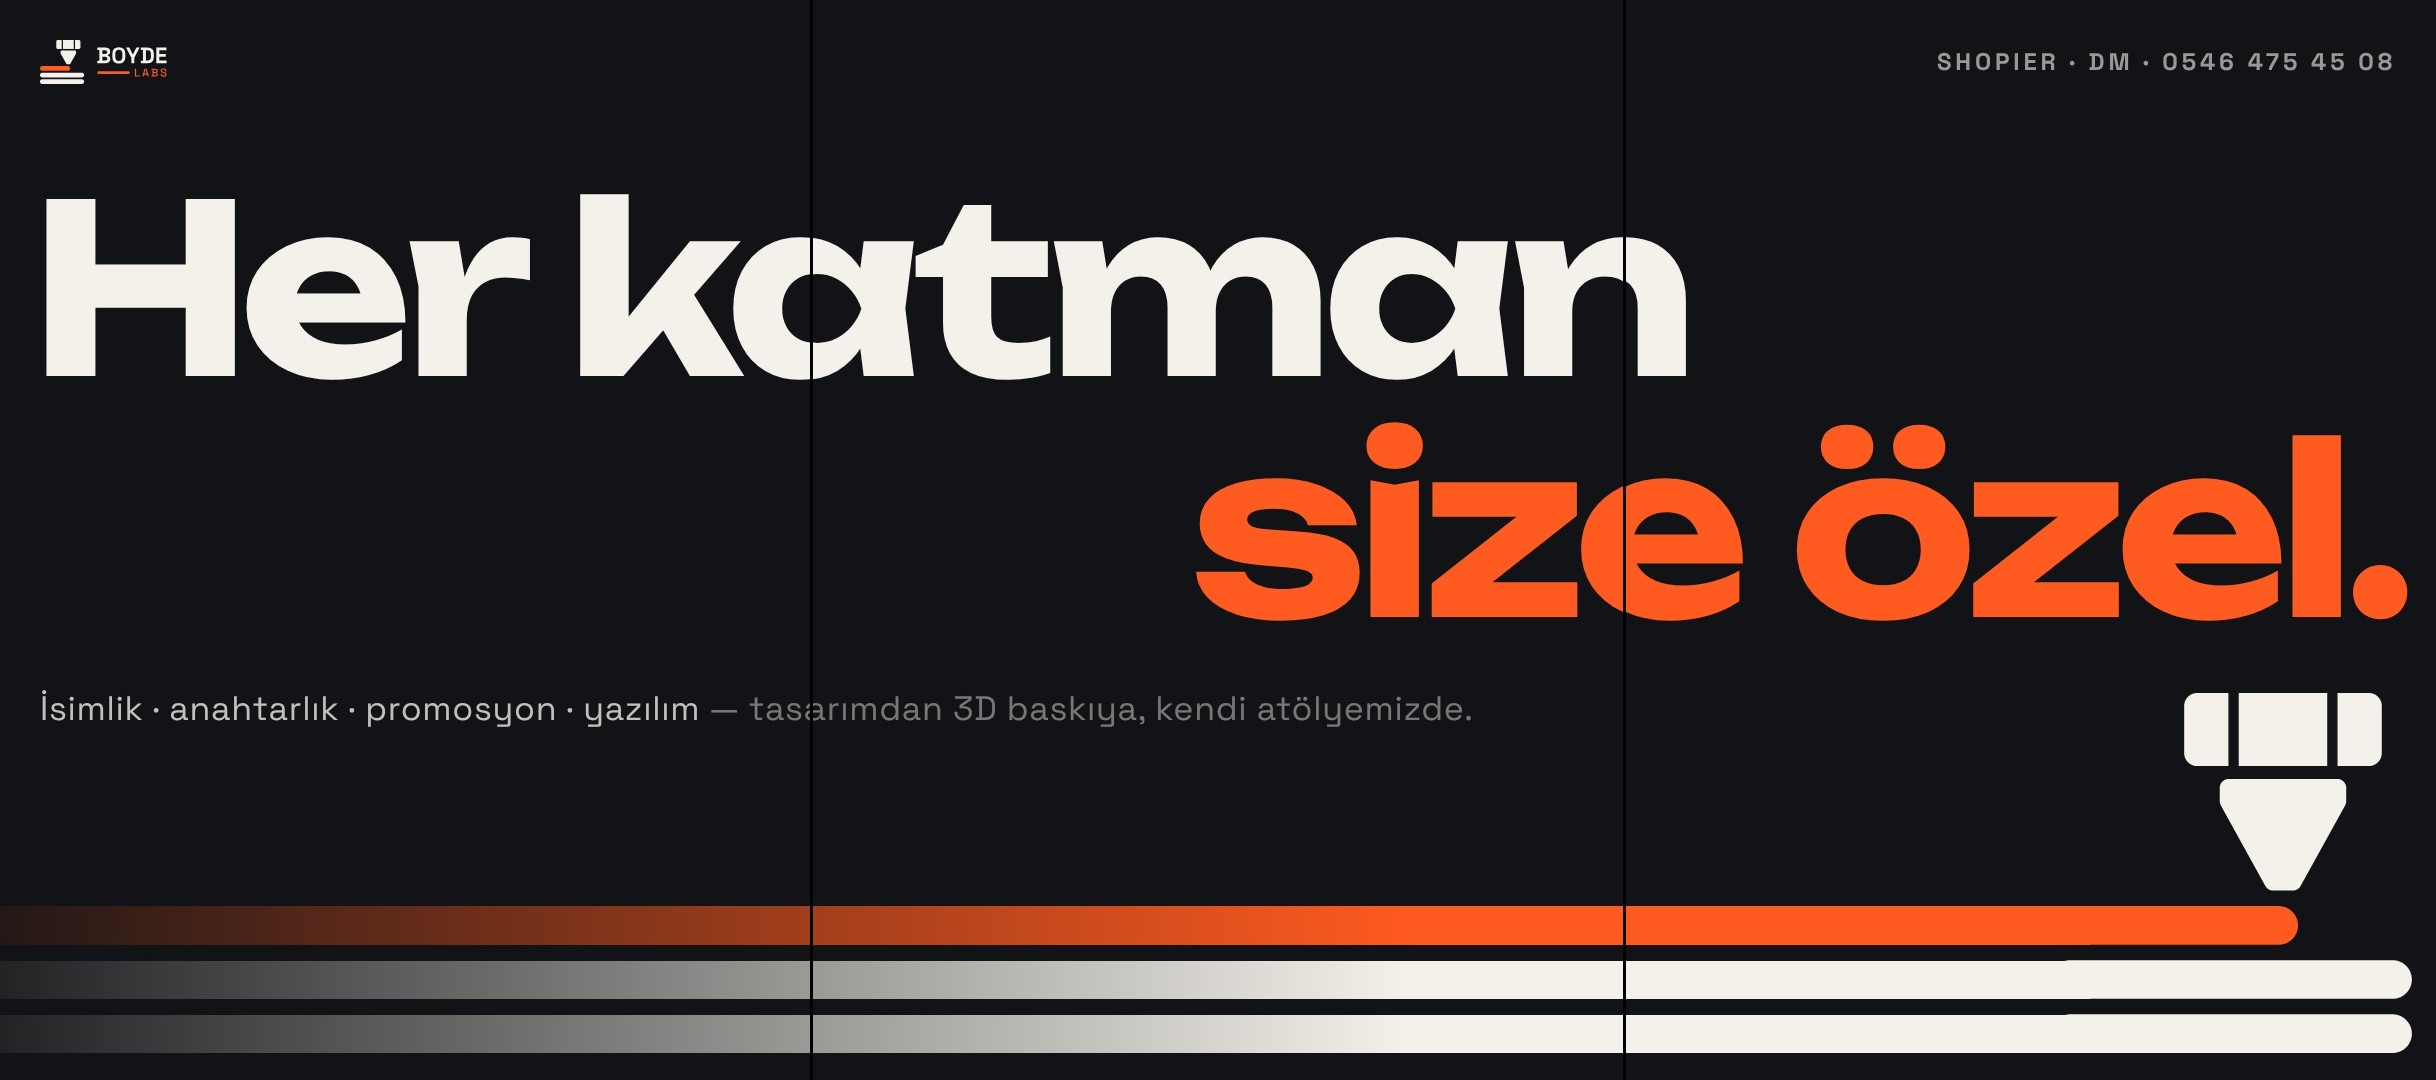 BOYDE
LABS
SHOPIER · DM · 0546 475 45 08
Her katman
size özel.
İsimlik · anahtarlık · promosyon · yazılım — tasarımdan 3D baskıya, kendi atölyemizde.